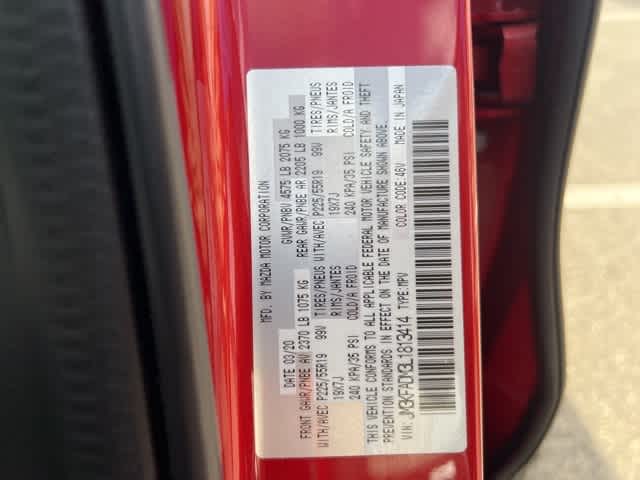 MFD. BY MAZDA MOTOR CORPORATION
DATE 03/20 GVWR/PNBV 4575 LB 2075 KG
FRONT GAWR/PNBE AV 2370 LB 1075 KG REAR GAWR/PNBE AR 2205 LB 1000 KG
WITH/AVEC P225/55R19 99V TIRES/PNEUS WITH/AVEC P225/55R19 99V TIRES/PNEUS
19X7J RIMS/JANTES 19X7J RIMS/JANTES
240 KPA/35 PSI COLD/A FROID 240 KPA/35 PSI COLD/A FROID
THIS VEHICLE CONFORMS TO ALL APPLICABLE FEDERAL MOTOR VEHICLE SAFETY AND THEFT
PREVENTION STANDARDS IN EFFECT ON THE DATE OF MANUFACTURE SHOWN ABOVE.
VIN: JM3KFADM3L1813414 TYPE:MPV COLOR CODE:46V MADE IN JAPAN